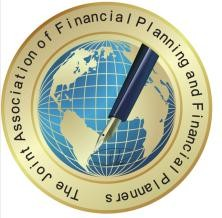 The Joint Association of Financial Planning and Financial Planners